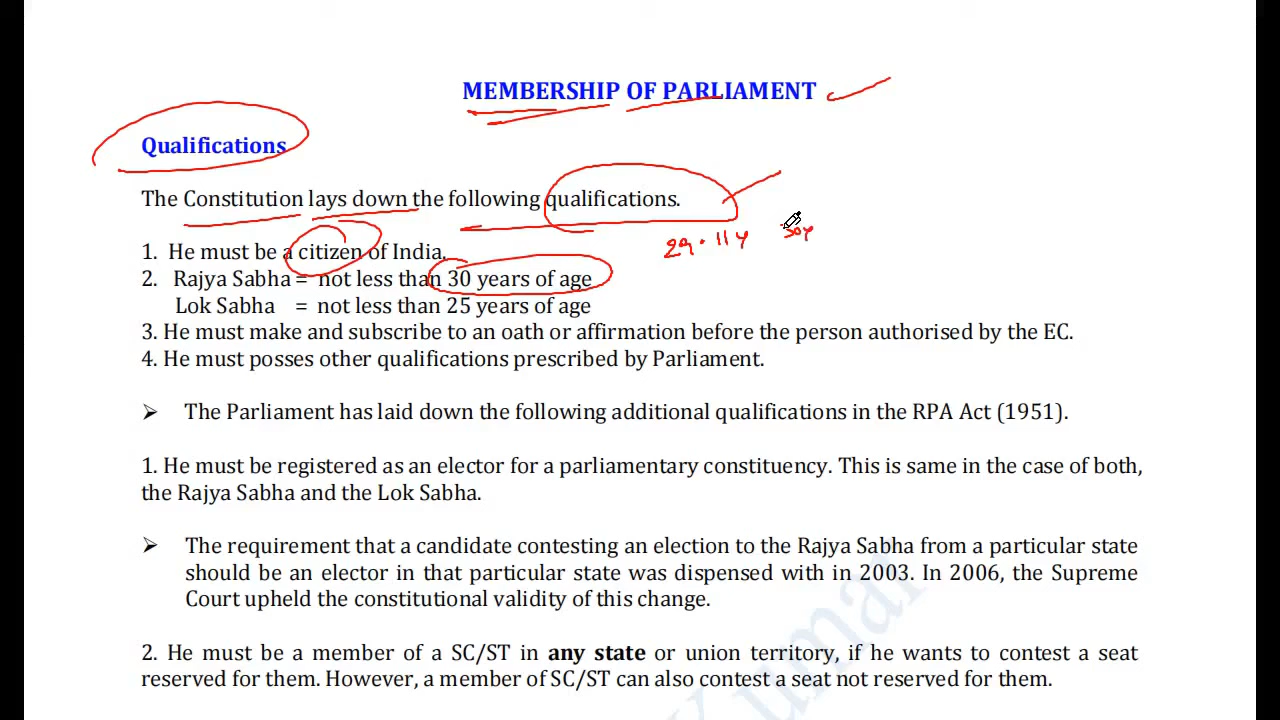 MEMBERSHIP OF PARLIAMENT
Qualifications
The Constitution lays down the following qualifications.
29.11y 30y
1. He must be a citizen of India.
2. Rajya Sabha = not less than 30 years of age
Lok Sabha = not less than 25 years of age
3. He must make and subscribe to an oath or affirmation before the person authorised by the EC.
4. He must posses other qualifications prescribed by Parliament.
➢ The Parliament has laid down the following additional qualifications in the RPA Act (1951).
1. He must be registered as an elector for a parliamentary constituency. This is same in the case of both,
the Rajya Sabha and the Lok Sabha.
➢ The requirement that a candidate contesting an election to the Rajya Sabha from a particular state
should be an elector in that particular state was dispensed with in 2003. In 2006, the Supreme
Court upheld the constitutional validity of this change.
2. He must be a member of a SC/ST in any state or union territory, if he wants to contest a seat
reserved for them. However, a member of SC/ST can also contest a seat not reserved for them.
Kumar